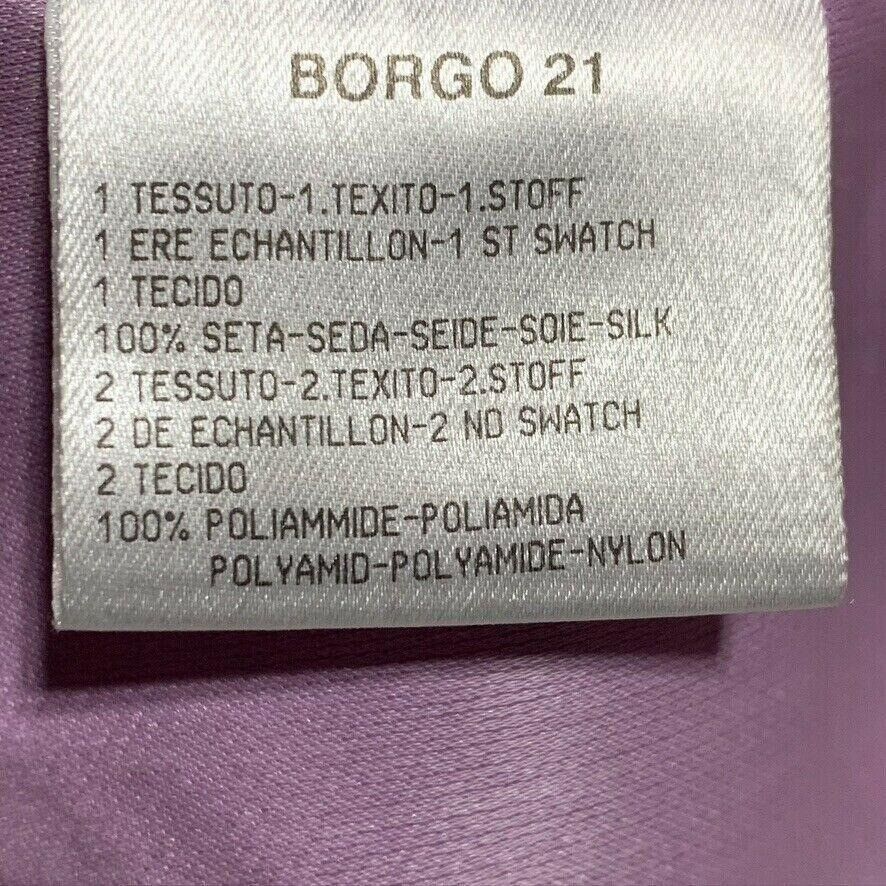 BORGO 21
1 TESSUTO-1.TEXITO-1.STOFF
1 ERE ECHANTILLON-1 ST SWATCH
1 TECIDO
100% SETA-SEDA-SEIDE-SOIE-SILK
2 TESSUTO-2.TEXITO-2.STOFF
2 DE ECHANTILLON-2 ND SWATCH
2 TECIDO
100% POLIAMMIDE-POLIAMIDA
POLYAMID-POLYAMIDE-NYLON